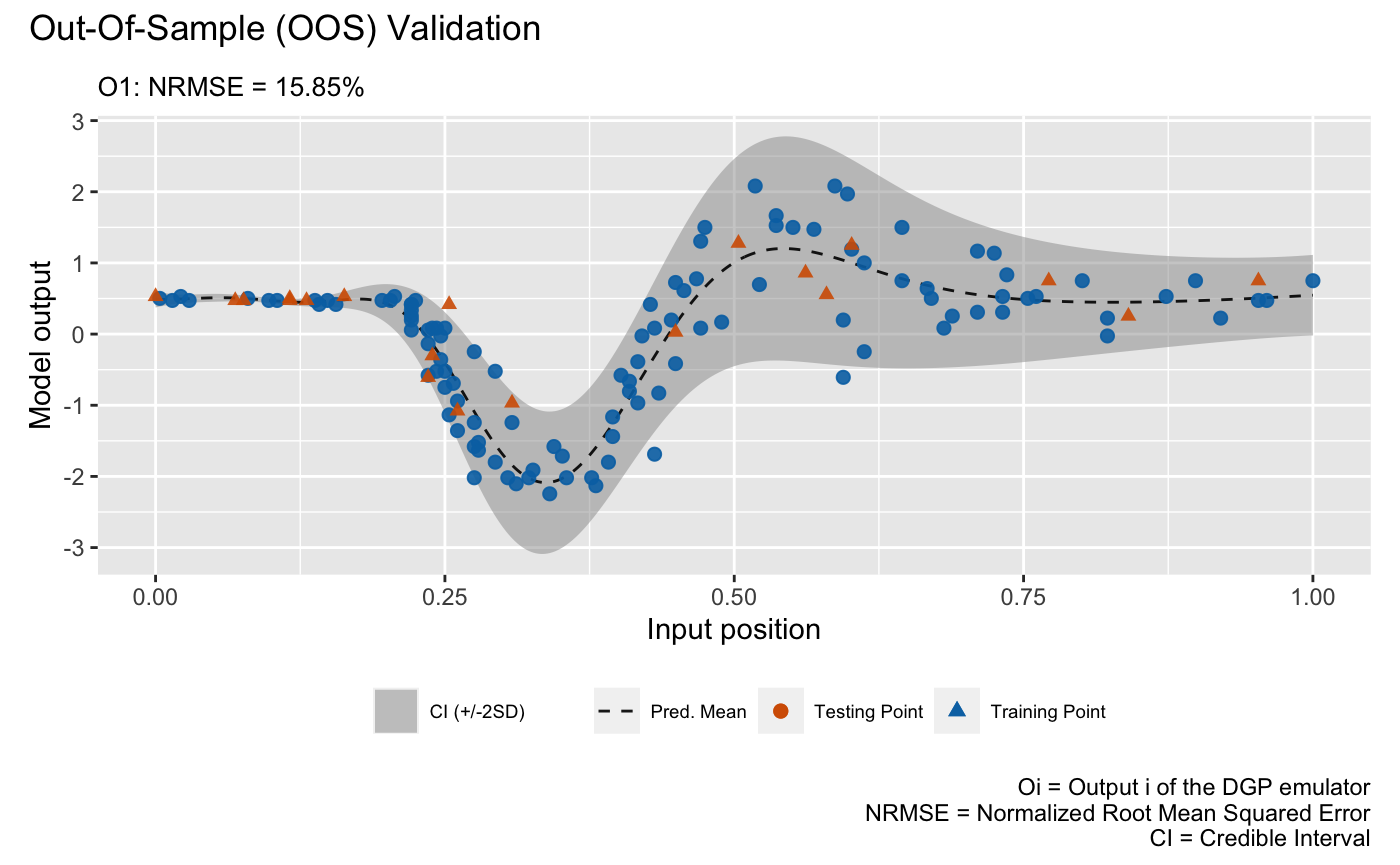 Out-Of-Sample (OOS) Validation
O1: NRMSE = 15.85%
3
2
1
0
-1
-2
-3
Model output
0.00 0.25 0.50 0.75 1.00
Input position
CI (+/-2SD) Pred. Mean Testing Point Training Point
Oi = Output i of the DGP emulator
NRMSE = Normalized Root Mean Squared Error
CI = Credible Interval